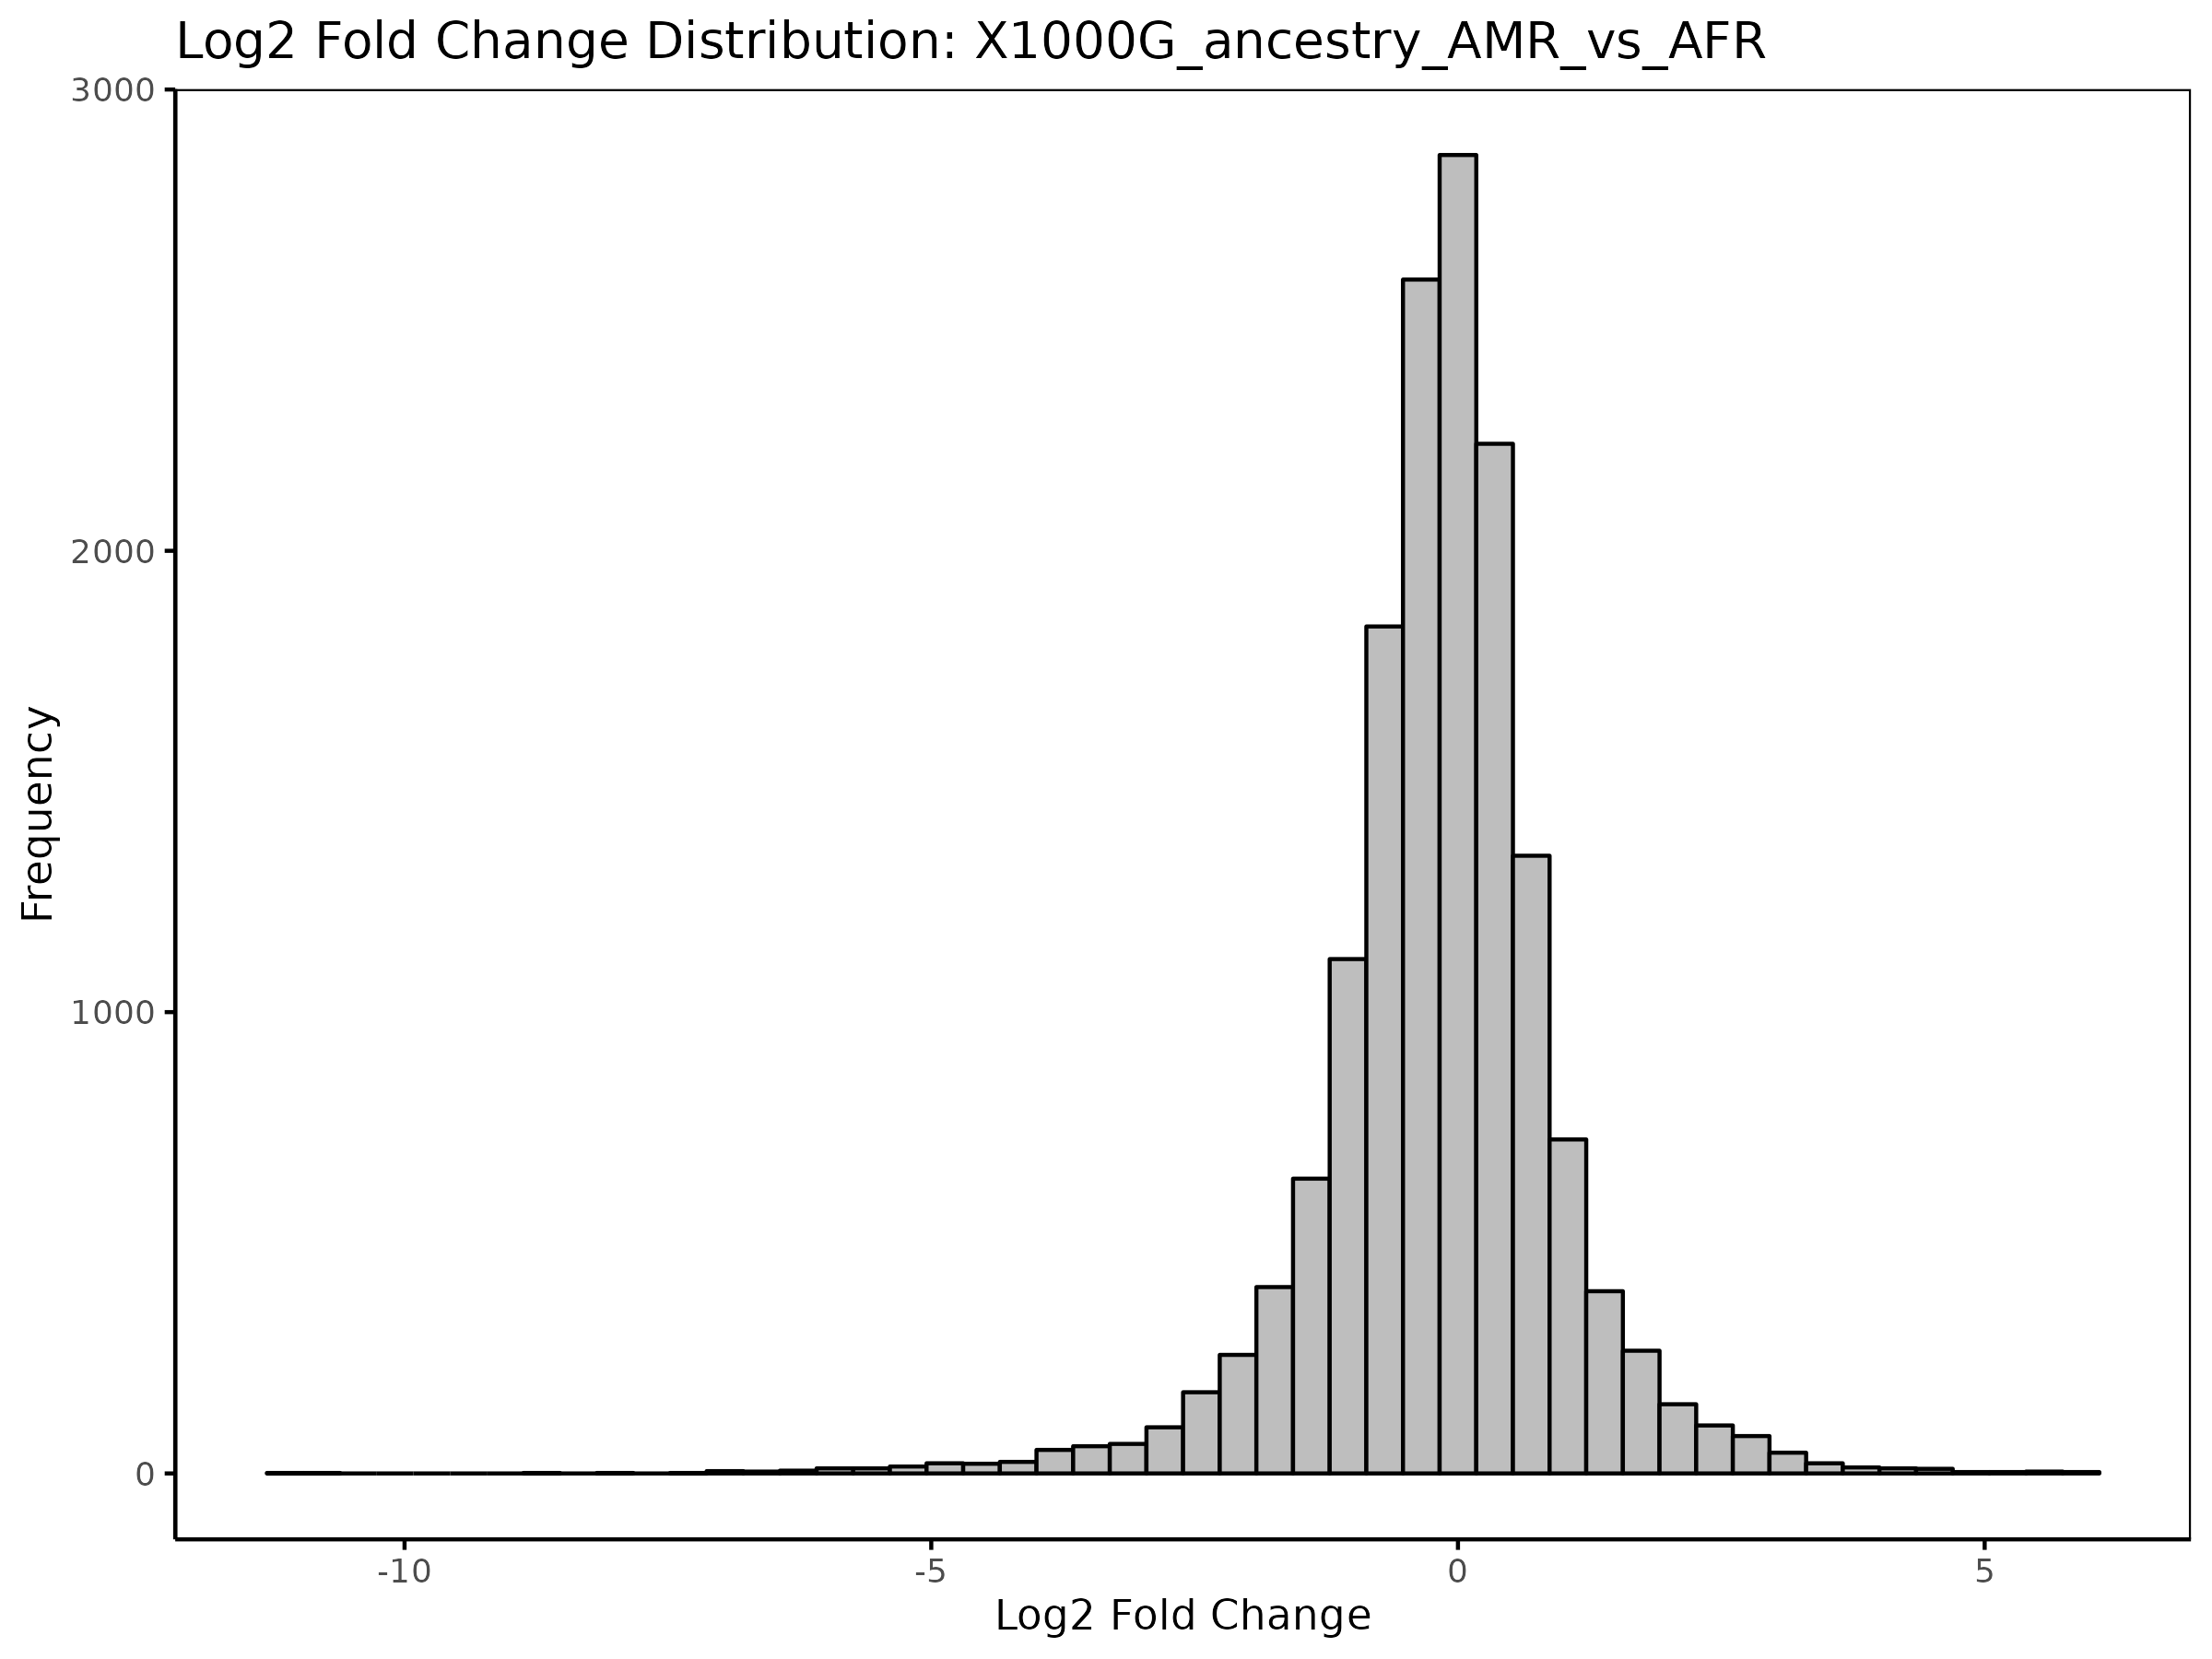 Log2 Fold Change Distribution: X1000G_ancestry_AMR_vs_AFR
3000
2000
1000
0
Frequency
-10 -5 0 5
Log2 Fold Change